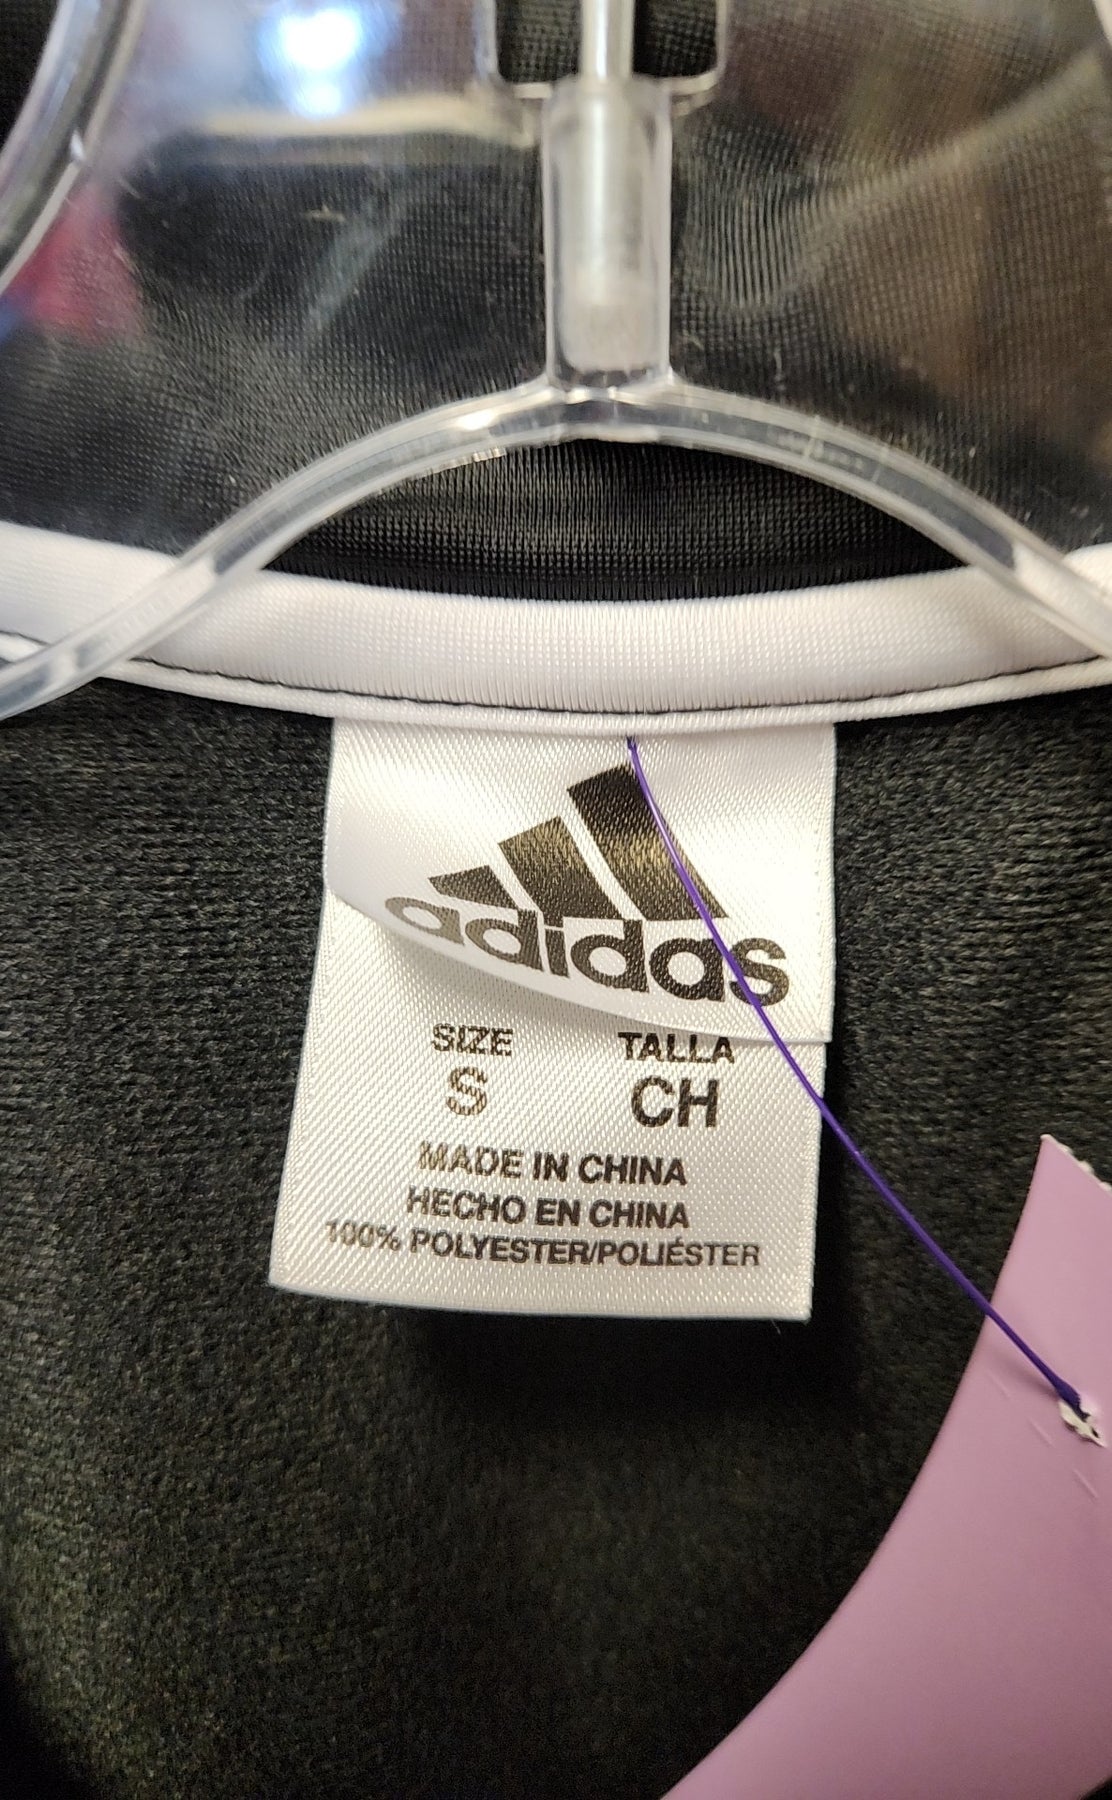 adidas
SIZE TALLA
S CH
MADE IN CHINA
HECHO EN CHINA
100% POLYESTER/POLIÉSTER